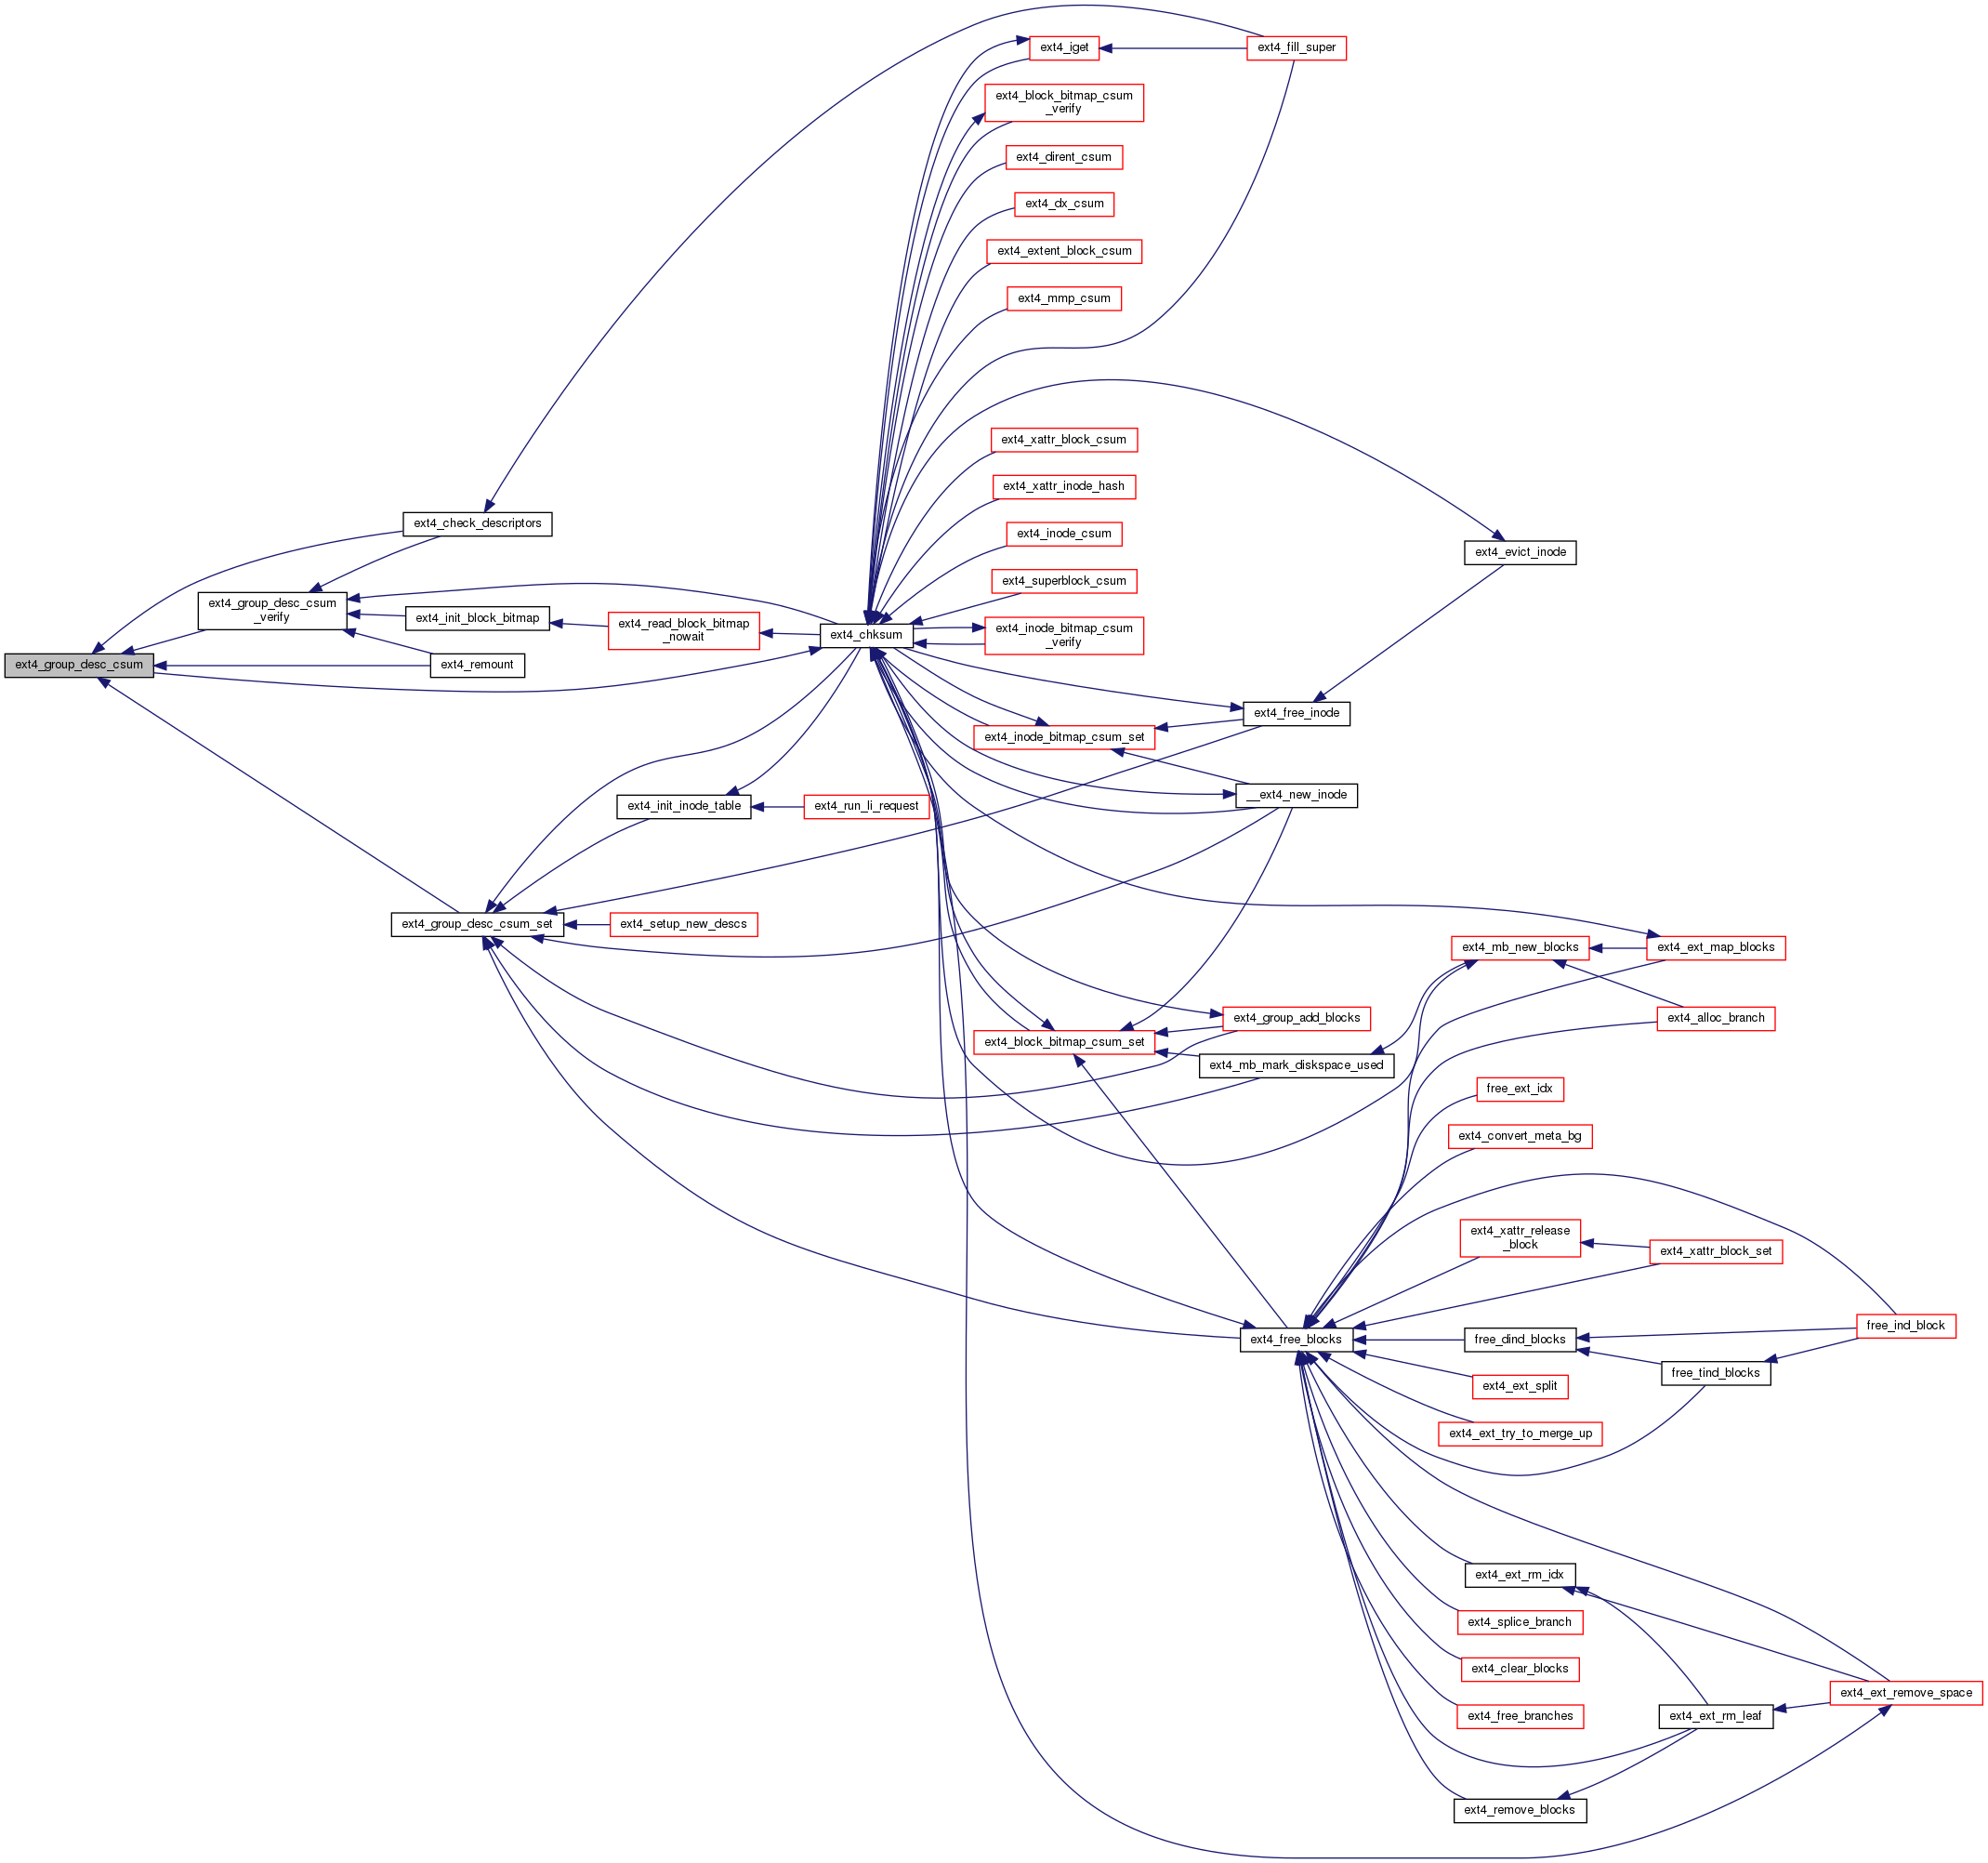 ext4_iget
ext4_fill_super
ext4_block_bitmap_csum
_verify
ext4_dirent_csum
ext4_dx_csum
ext4_extent_block_csum
ext4_mmp_csum
ext4_xattr_block_csum
ext4_xattr_inode_hash
ext4_check_descriptors
ext4_inode_csum
ext4_evict_inode
ext4_superblock_csum
ext4_group_desc_csum
_verify
ext4_init_block_bitmap
ext4_read_block_bitmap
_nowait
ext4_chksum
ext4_inode_bitmap_csum
_verify
ext4_group_desc_csum
ext4_remount
ext4_free_inode
ext4_inode_bitmap_csum_set
__ext4_new_inode
ext4_init_inode_table
ext4_run_li_request
ext4_group_desc_csum_set
ext4_setup_new_descs
ext4_mb_new_blocks
ext4_ext_map_blocks
ext4_group_add_blocks
ext4_alloc_branch
ext4_block_bitmap_csum_set
ext4_mb_mark_diskspace_used
free_ext_idx
ext4_convert_meta_bg
ext4_xattr_release
_block
ext4_xattr_block_set
free_ind_block
ext4_free_blocks
free_dind_blocks
free_tind_blocks
ext4_ext_split
ext4_ext_try_to_merge_up
ext4_ext_rm_idx
ext4_splice_branch
ext4_clear_blocks
ext4_ext_remove_space
ext4_free_branches
ext4_ext_rm_leaf
ext4_remove_blocks